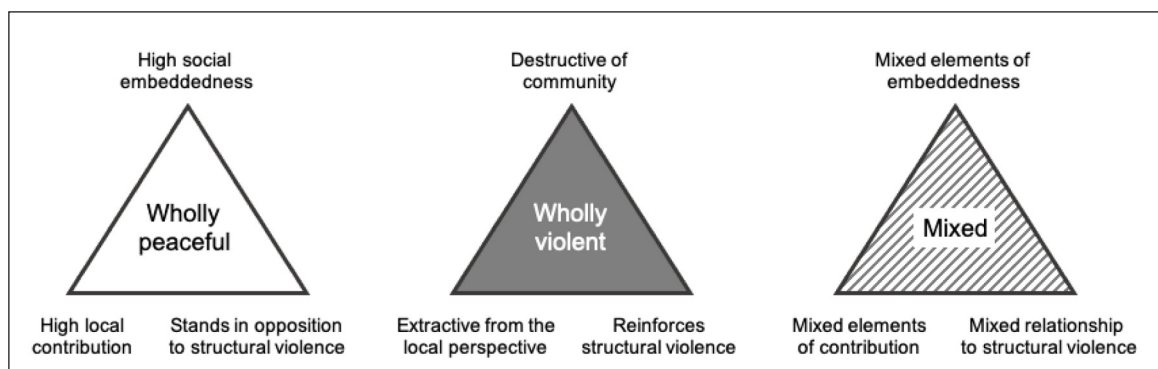 High social
embeddedness
Wholly
peaceful
High local
contribution
Stands in opposition
to structural violence
Destructive of
community
Wholly
violent
Extractive from the
local perspective
Reinforces
structural violence
Mixed elements of
embeddedness
Mixed
Mixed elements
of contribution
Mixed relationship
to structural violence